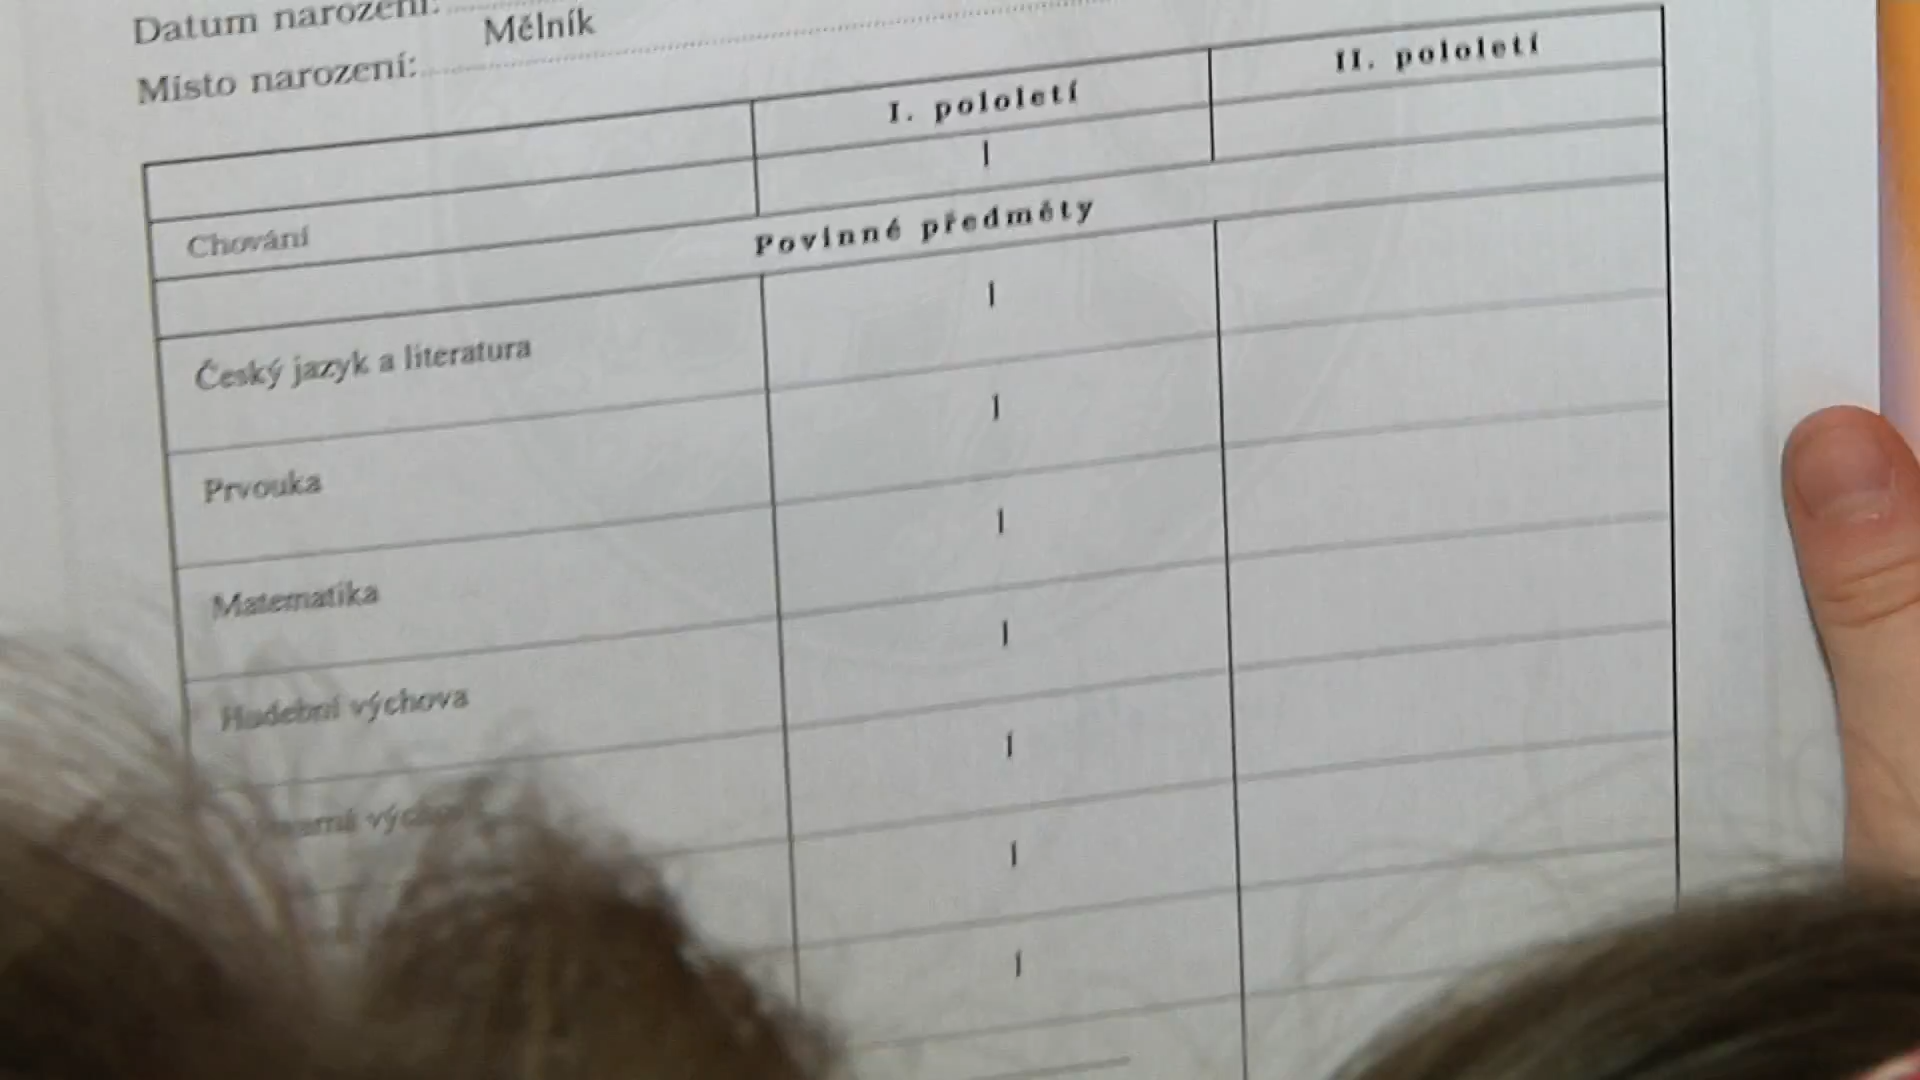 Datum narození:
Mělník
Místo narození:
I. pololetí
II. pololetí
Chování
1
Povinné předměty
Český jazyk a literatura
1
Prvouka
1
Matematika
1
Hudební výchova
1
1
1
1